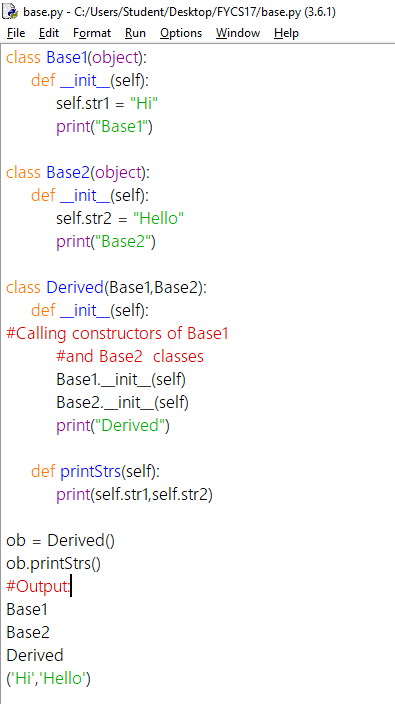 base.py - C:/Users/Student/Desktop/FYCS17/base.py (3.6.1)
File Edit Format Run Options Window Help
class Base1(object):
    def __init__(self):
        self.str1 = "Hi"
        print("Base1")

class Base2(object):
    def __init__(self):
        self.str2 = "Hello"
        print("Base2")

class Derived(Base1,Base2):
    def __init__(self):
#Calling constructors of Base1
        #and Base2  classes
        Base1.__init__(self)
        Base2.__init__(self)
        print("Derived")

    def printStrs(self):
        print(self.str1,self.str2)

ob = Derived()
ob.printStrs()
#Output:
Base1
Base2
Derived
('Hi','Hello')